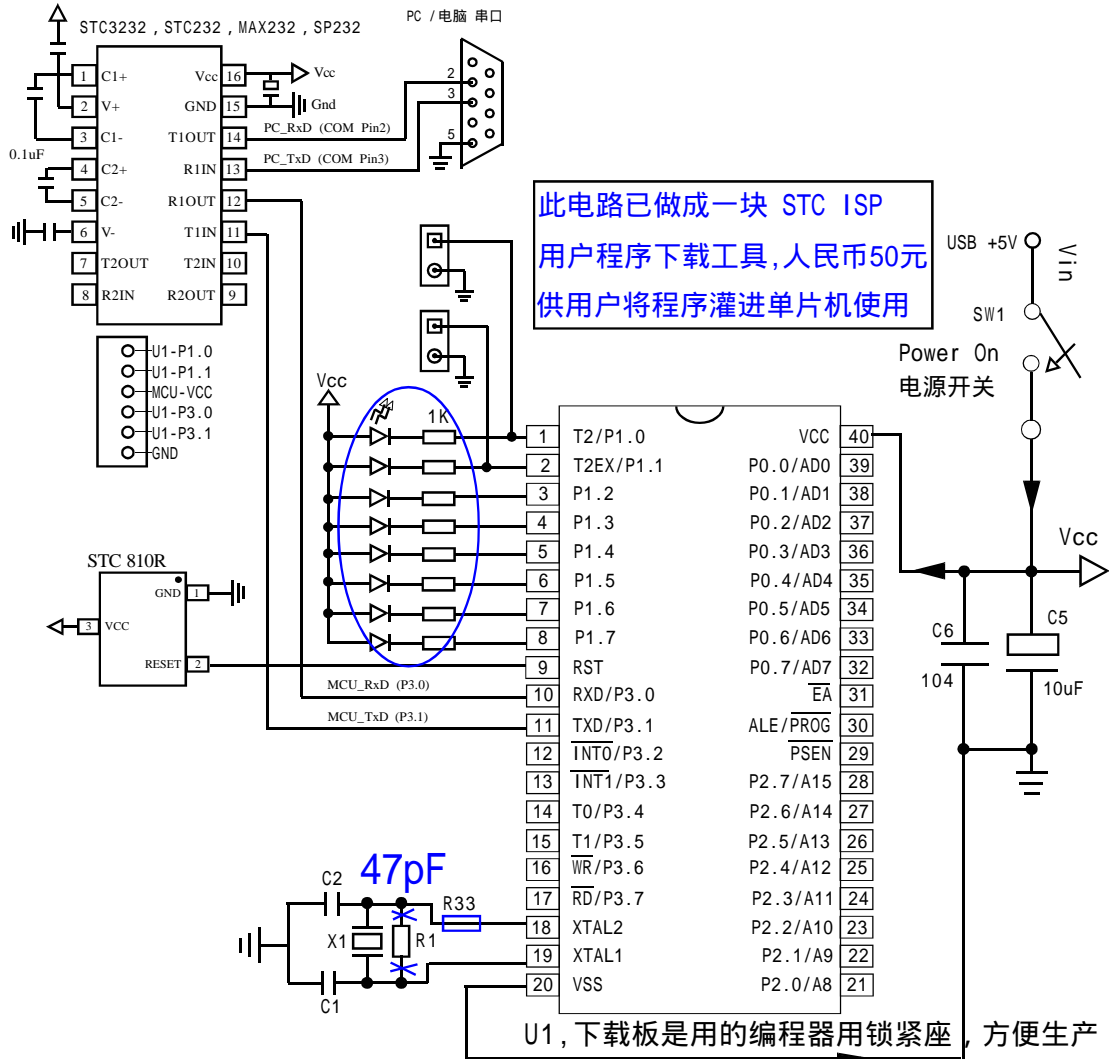 STC3232 , STC232 , MAX232 , SP232
PC /电脑 串口
1 C1+ Vcc 16 Vcc
2 V+ GND 15 Gnd
3 C1- T1OUT 14 PC_RxD (COM Pin2)
4 C2+ R1IN 13 PC_TxD (COM Pin3)
5 C2- R1OUT 12
6 V- T1IN 11
7 T2OUT T2IN 10
8 R2IN R2OUT 9
0.1uF
2
3
5
此电路已做成一块 STC ISP
用户程序下载工具,人民币50元
供用户将程序灌进单片机使用
USB +5V
Vin
SW1
Power On
电源开关
U1-P1.0
U1-P1.1
MCU-VCC
U1-P3.0
U1-P3.1
GND
Vcc
1K
STC 810R
GND 1
3 VCC
RESET 2
MCU_RxD (P3.0)
MCU_TxD (P3.1)
1 T2/P1.0 VCC 40
2 T2EX/P1.1 P0.0/AD0 39
3 P1.2 P0.1/AD1 38
4 P1.3 P0.2/AD2 37
5 P1.4 P0.3/AD3 36
6 P1.5 P0.4/AD4 35
7 P1.6 P0.5/AD5 34
8 P1.7 P0.6/AD6 33
9 RST P0.7/AD7 32
10 RXD/P3.0 EA 31
11 TXD/P3.1 ALE/PROG 30
12 INT0/P3.2 PSEN 29
13 INT1/P3.3 P2.7/A15 28
14 T0/P3.4 P2.6/A14 27
15 T1/P3.5 P2.5/A13 26
16 WR/P3.6 P2.4/A12 25
17 RD/P3.7 P2.3/A11 24
18 XTAL2 P2.2/A10 23
19 XTAL1 P2.1/A9 22
20 VSS P2.0/A8 21
Vcc
C6
104
C5
10uF
47pF
C2
R33
X1
R1
C1
U1,下载板是用的编程器用锁紧座，方便生产